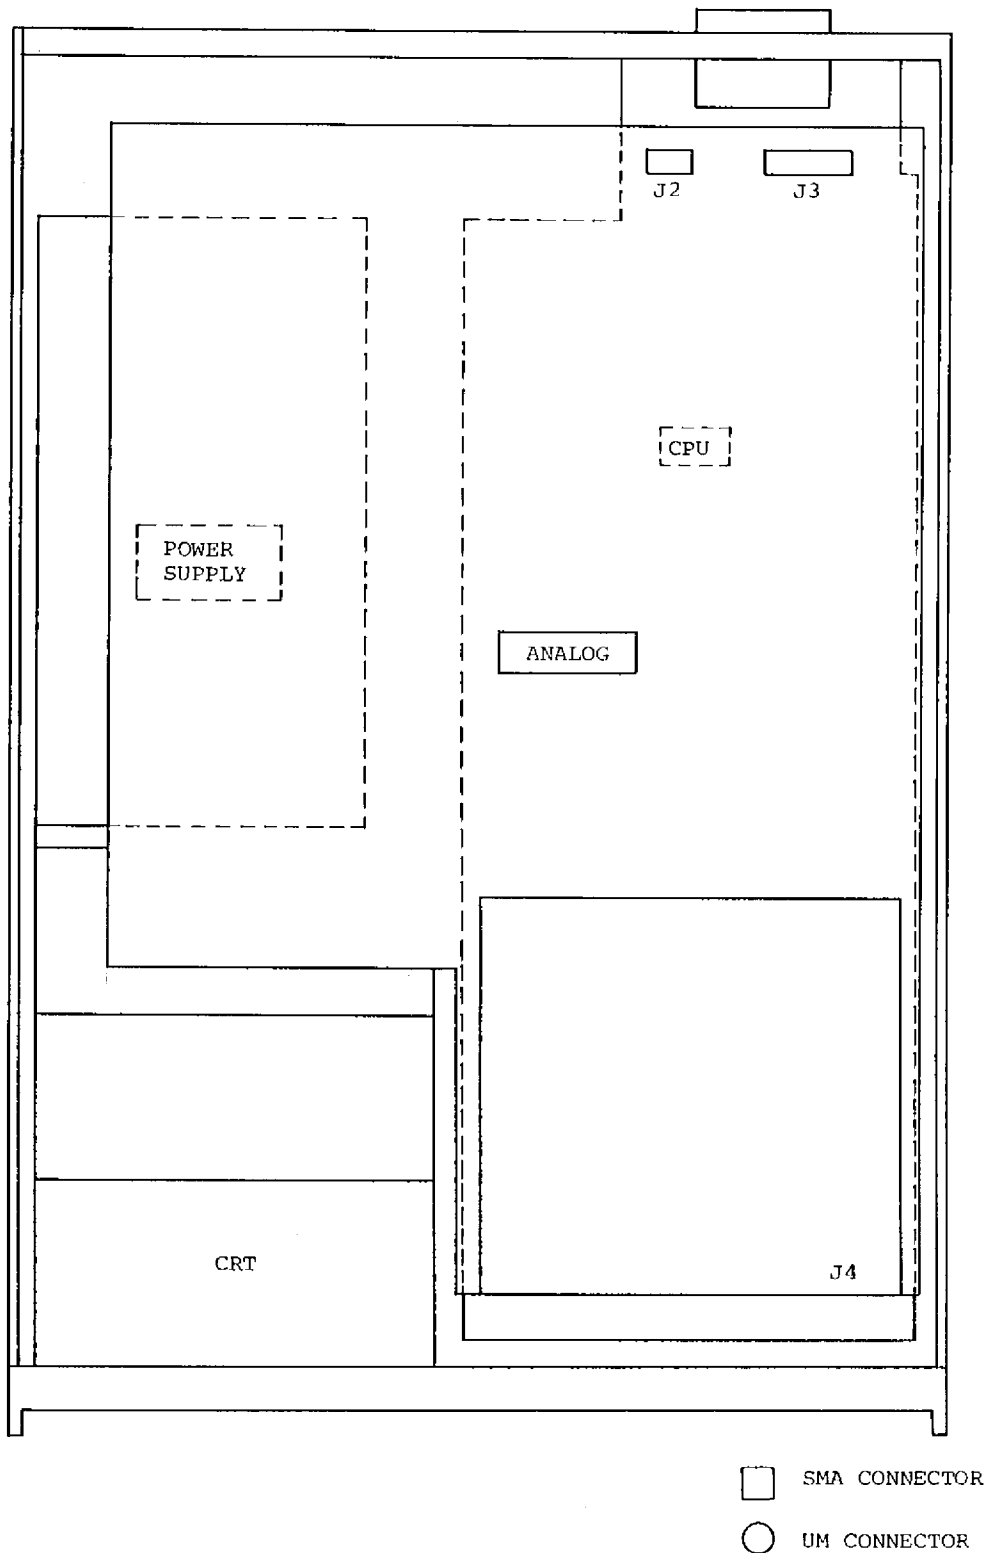 J2 J3
CPU
POWER
SUPPLY
ANALOG
CRT
J4
SMA CONNECTOR
UM CONNECTOR